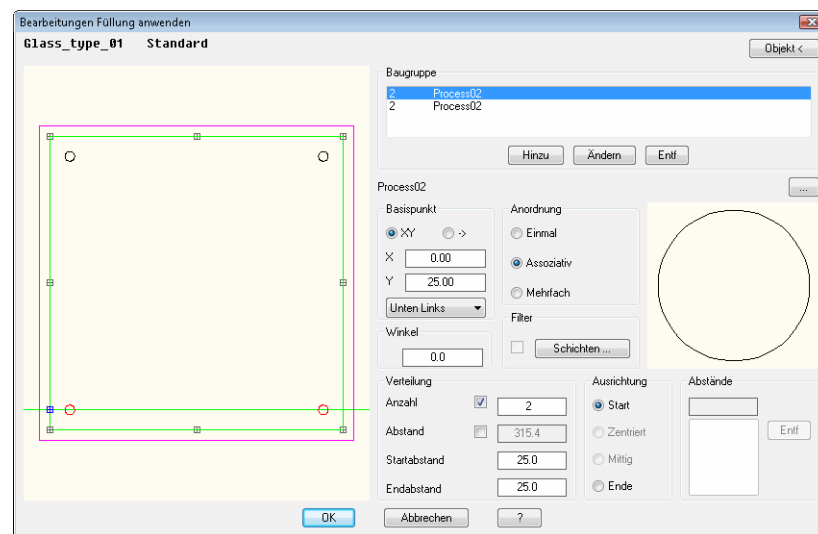 Bearbeitungen Füllung anwenden
Glass_type_01 Standard
Objekt <
Baugruppe
2 Process02
2 Process02
Hinzu Ändern Entf
Process02
...
Basispunkt
XY ->
X 0.00
Y 25.00
Unten Links
Winkel
0.0
Anordnung
Einmal
Assoziativ
Mehrfach
Filter
Schichten ...
Verteilung
Anzahl 2
Abstand 315.4
Startabstand 25.0
Endabstand 25.0
Ausrichtung
Start
Zentriert
Mittig
Ende
Abstände
Entf
OK Abbrechen ?